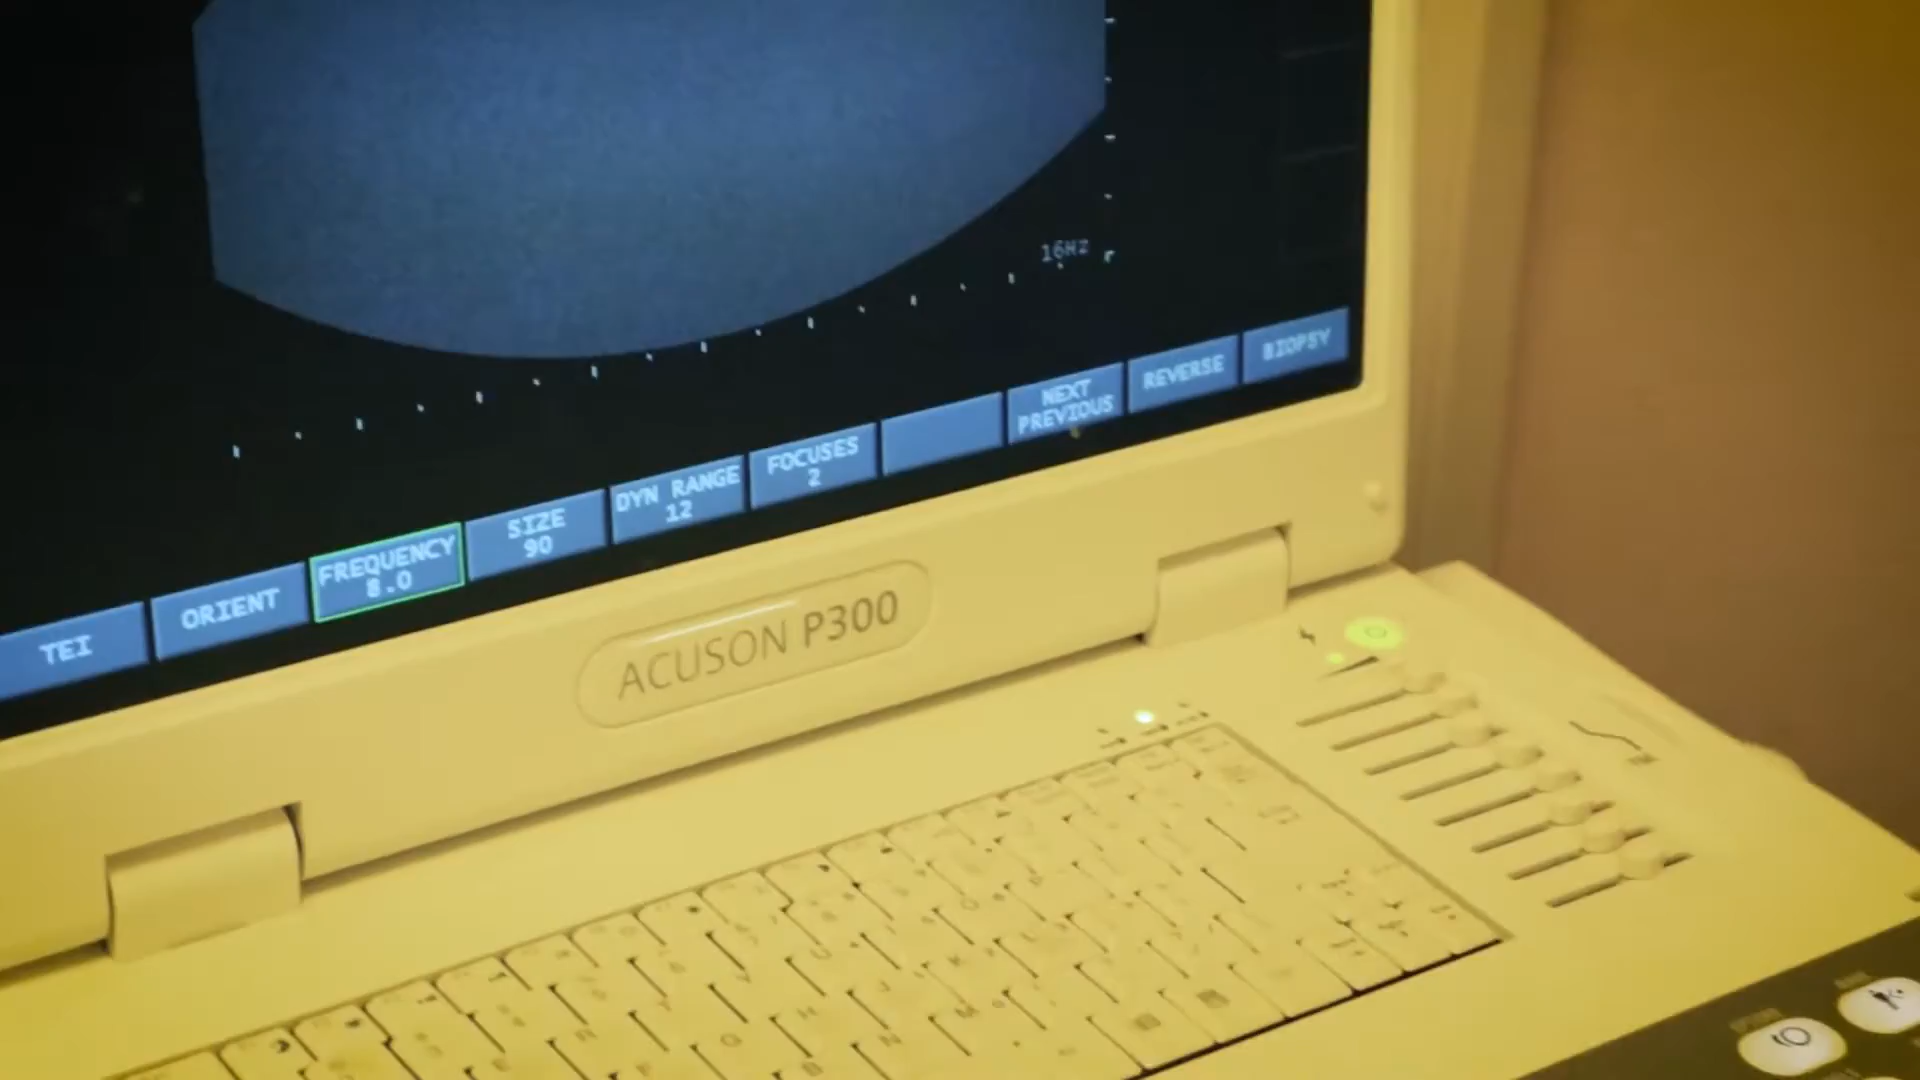 16Hz
TEI
ORIENT
FREQUENCY
8.0
SIZE
90
DYN RANGE
12
FOCUSES
2
NEXT
PREVIOUS
REVERSE
BIOPSY
ACUSON P300